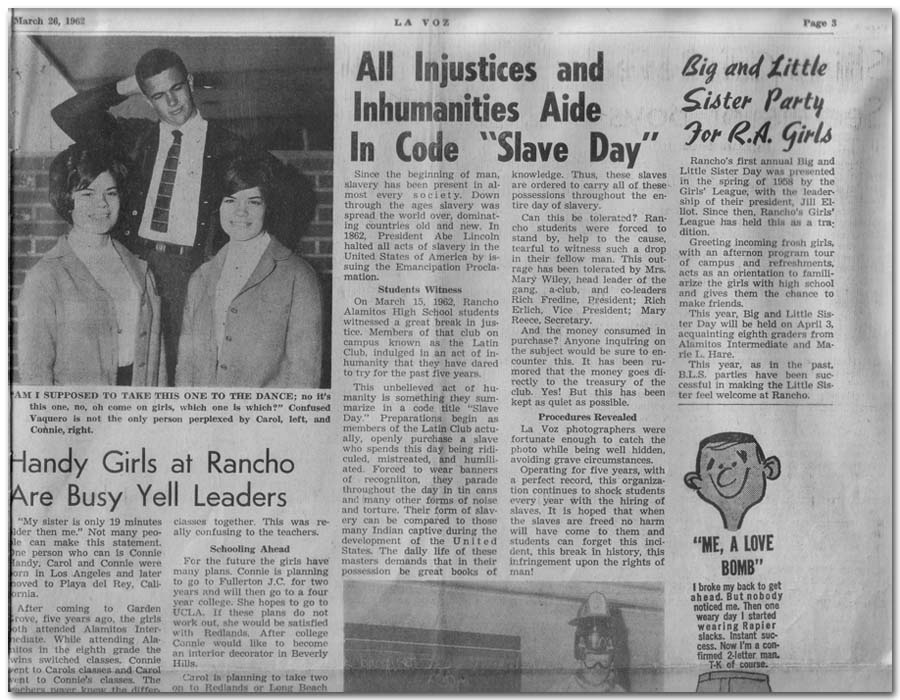 March 26, 1962
LA VOZ
Page 3
"AM I SUPPOSED TO TAKE THIS ONE TO THE DANCE; no it's
this one, no, oh come on girls, which one is which?" Confused
Vaquero is not the only person perplexed by Carol, left, and
Connie, right.
Handy Girls at Rancho
Are Busy Yell Leaders
"My sister is only 19 minutes
lder then me." Not many peo-
ple can make this statement.
One person who can is Connie
Handy. Carol and Connie were
born in Los Angeles and later
moved to Playa del Rey, Cali-
fornia.
After coming to Garden
Grove, five years ago, the girls
both attended Alamitos Inter-
mediate. While attending Ala-
mitos in the eighth grade the
twins switched classes. Connie
went to Carols classes and Carol
went to Connie's classes. The
teachers never knew the differ-
classes together. This was re-
ally confusing to the teachers.
Schooling Ahead
For the future the girls have
many plans. Connie is planning
to go to Fullerton J.C. for two
years and will then go to a four
year college. She hopes to go to
UCLA. If these plans do not
work out, she would be satisfied
with Redlands. After college
Connie would like to become
an interior decorator in Beverly
Hills.
Carol is planning to take two
on to Redlands or Long Beach
All Injustices and
Inhumanities Aide
In Code "Slave Day"
Since the beginning of man,
slavery has been present in al-
most every society. Down
through the ages slavery was
spread the world over, dominat-
ing countries old and new. In
1862, President Abe Lincoln
halted all acts of slavery in the
United States of America by is-
suing the Emancipation Procla-
mation.
Students Witness
On March 15, 1962, Rancho
Alamitos High School students
witnessed a great break in jus-
tice. Members of that club on
campus known as the Latin
Club, indulged in an act of in-
humanity that they have dared
to try for the past five years.
This unbelieved act of hu-
manity is something they sum-
marize in a code title "Slave
Day." Preparations begin as
members of the Latin Club actu-
ally, openly purchase a slave
who spends this day being ridi-
culed, mistreated, and humili-
ated. Forced to wear banners
of recogniiton, they parade
throughout the day in tin cans
and many other forms of noise
and torture. Their form of slav-
ery can be compared to those
many Indian captive during the
development of the United
States. The daily life of these
masters demands that in their
possession be great books of
knowledge. Thus, these slaves
are ordered to carry all of these
possessions throughout the en-
tire day of slavery.
Can this be tolerated? Ran-
cho students were forced to
stand by, help to the cause,
tearful to witness such a drop
in their fellow man. This out-
rage has been tolerated by Mrs.
Mary Wiley, head leader of the
gang, a-club, and co-leaders
Rich Fredine, President; Rich
Erlich, Vice President; Mary
Reece, Secretary.
And the money consumed in
purchase? Anyone inquiring on
the subject would be sure to en-
counter this. It has been ru-
mored that the money goes di-
rectly to the treasury of the
club. Yes! But this has been
kept as quiet as possible.
Procedures Revealed
La Voz photographers were
fortunate enough to catch the
photo while being well hidden,
avoiding grave circumstances.
Operating for five years, with
a perfect record, this organiza-
tion continues to shock students
every year with the hiring of
slaves. It is hoped that when
the slaves are freed no harm
will have come to them and
students can forget this inci-
dent, this break in history, this
infringement upon the rights of
man!
Big and Little
Sister Party
For R.A. Girls
Rancho's first annual Big and
Little Sister Day was presented
in the spring of 1958 by the
Girls' League, with the leader-
ship of their president, Jill El-
liot. Since then, Rancho's Girls'
League has held this as a tra-
dition.
Greeting incoming frosh girls,
with an afternon program tour
of campus and refreshments,
acts as an orientation to famili-
arize the girls with high school
and gives them the chance to
make friends.
This year, Big and Little Sis-
ter Day will be held on April 3,
acquainting eighth graders from
Alamitos Intermediate and Ma-
rie L. Hare.
This year, as in the past,
B.L.S. parties have been suc-
cessful in making the Little Sis-
ter feel welcome at Rancho.
"ME, A LOVE
BOMB"
I broke my back to get
ahead. But nobody
noticed me. Then one
weary day I started
wearing Rapier
slacks. Instant suc-
cess. Now I'm a con-
firmed 2-letter man.
T-K of course.